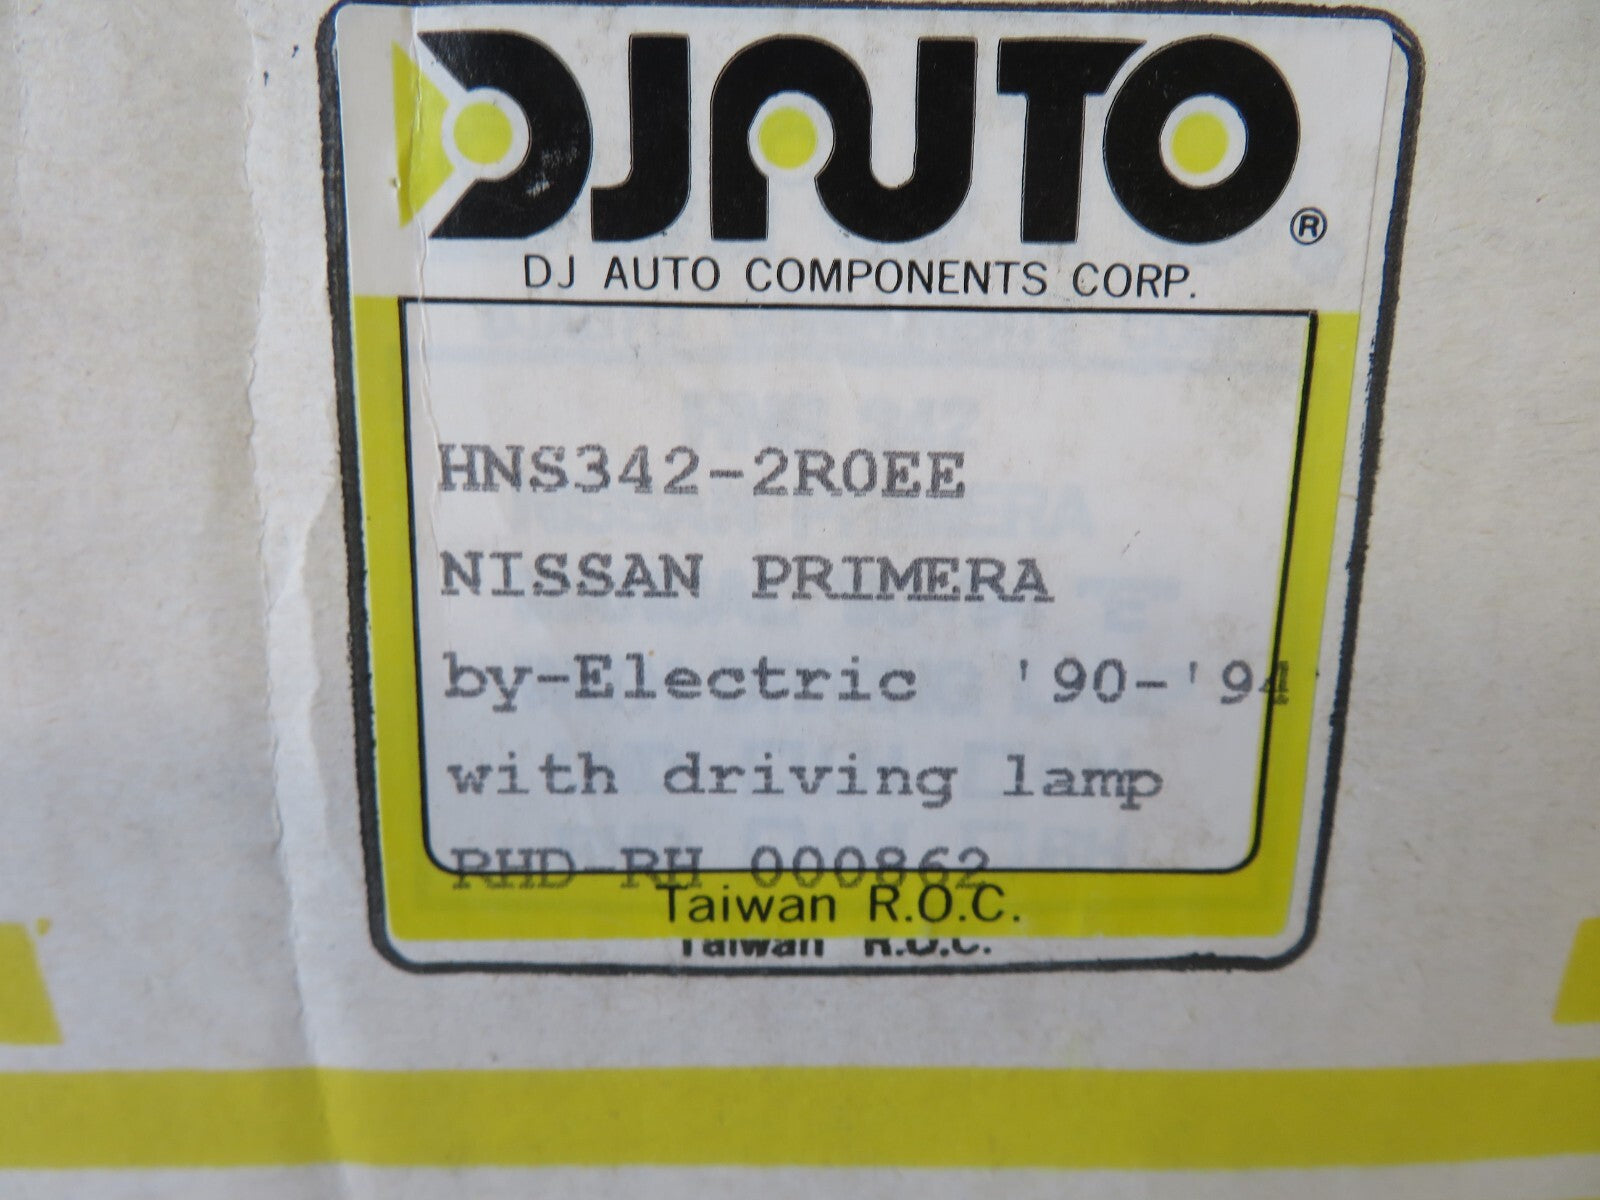 DJAUTO®
DJ AUTO COMPONENTS CORP.
HNS342-2R0EE
NISSAN PRIMERA
by-Electric '90-'94
with driving lamp
RHD-RH 000862
Taiwan R.O.C.
Taiwan R.O.C.